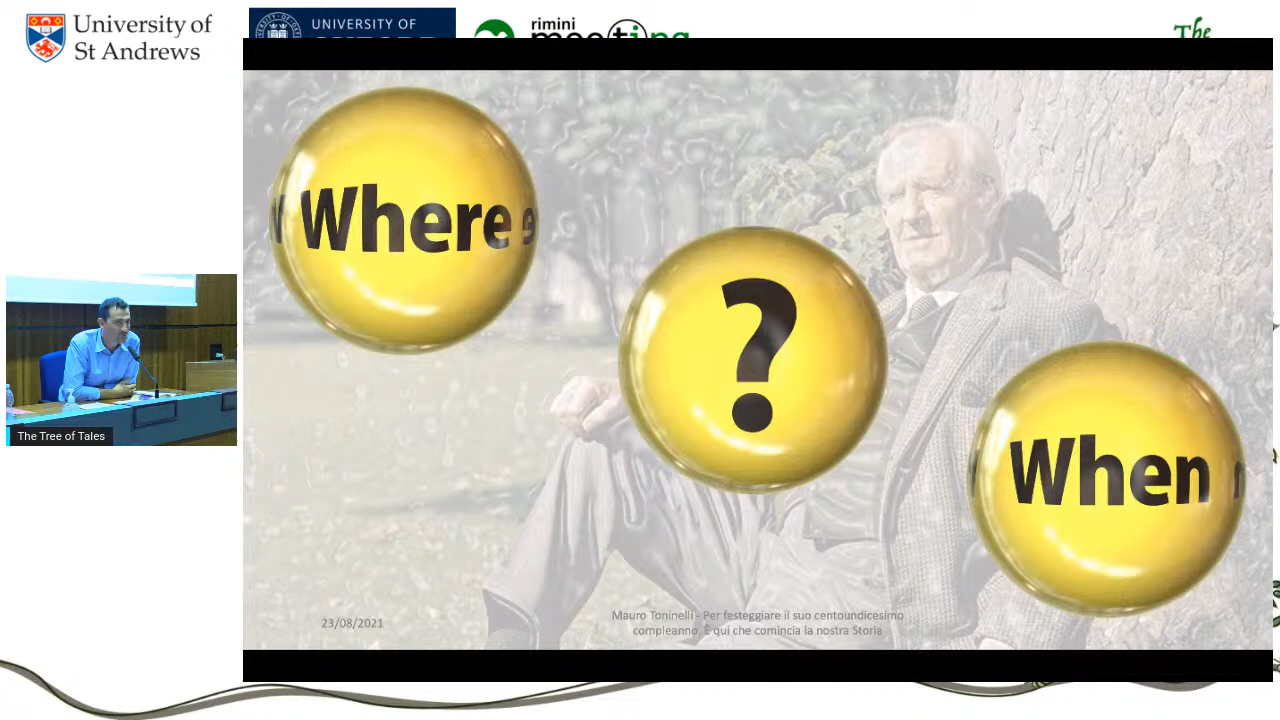 University of
St Andrews
UNIVERSITY OF
rimini
meeting
The
Where
?
When
The Tree of Tales
23/08/2021
Mauro Toninelli - Per festeggiare il suo centoundicesimo
compleanno. È qui che comincia la nostra Storia